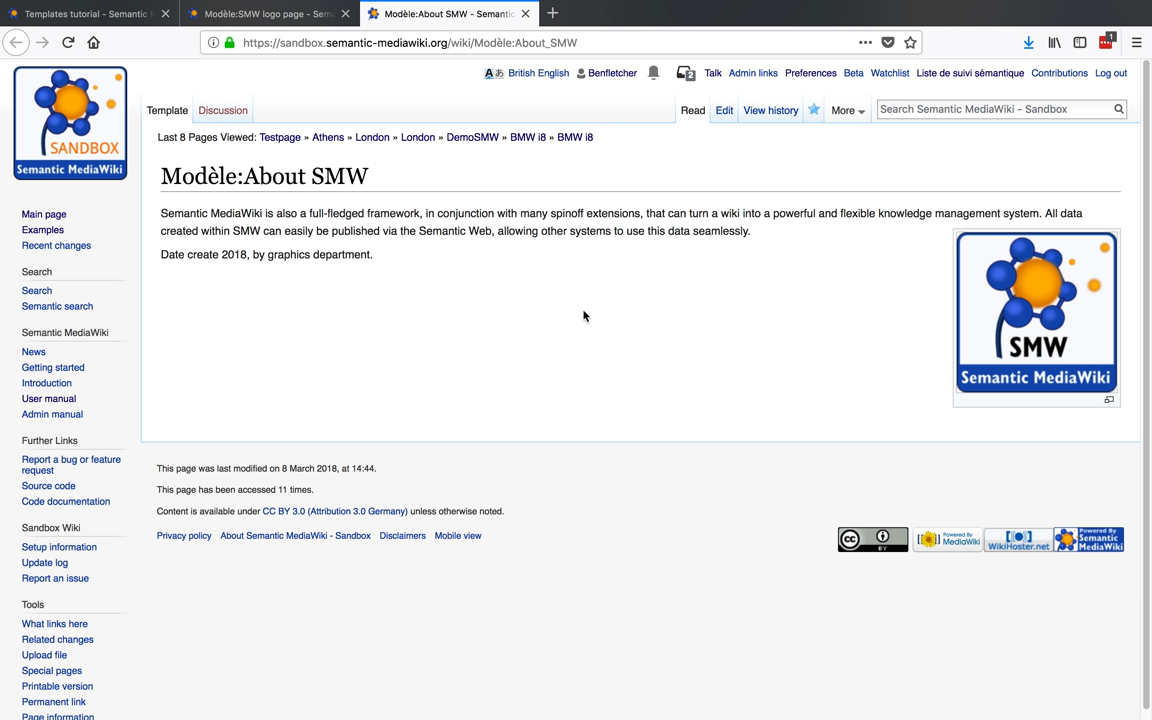 Templates tutorial - Semantic
Modèle:SMW logo page - Sem
Modèle:About SMW - Semantic
https://sandbox.semantic-mediawiki.org/wiki/Modèle:About_SMW
1
SANDBOX
Semantic MediaWiki
British English Benfletcher 2 Talk Admin links Preferences Beta Watchlist Liste de suivi sémantique Contributions Log out
Template Discussion Read Edit View history More Search Semantic MediaWiki - Sandbox
Last 8 Pages Viewed: Testpage » Athens » London » London » DemoSMW » BMW i8 » BMW i8
Modèle:About SMW
Semantic MediaWiki is also a full-fledged framework, in conjunction with many spinoff extensions, that can turn a wiki into a powerful and flexible knowledge management system. All data
created within SMW can easily be published via the Semantic Web, allowing other systems to use this data seamlessly.
Date create 2018, by graphics department.
SMW
Semantic MediaWiki
Main page
Examples
Recent changes
Search
Search
Semantic search
Semantic MediaWiki
News
Getting started
Introduction
User manual
Admin manual
Further Links
Report a bug or feature
request
Source code
Code documentation
Sandbox Wiki
Setup information
Update log
Report an issue
Tools
What links here
Related changes
Upload file
Special pages
Printable version
Permanent link
Page information
This page was last modified on 8 March 2018, at 14:44.
This page has been accessed 11 times.
Content is available under CC BY 3.0 (Attribution 3.0 Germany) unless otherwise noted.
Privacy policy About Semantic MediaWiki - Sandbox Disclaimers Mobile view
CC BY
Powered By MediaWiki
WikiHoster.net
Powered By Semantic MediaWiki